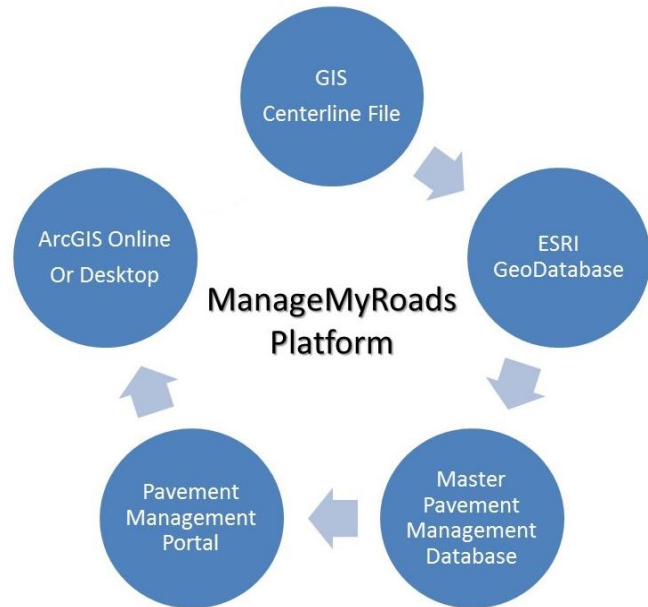 GIS
Centerline File
ESRI
GeoDatabase
Master
Pavement
Management
Database
Pavement
Management
Portal
ArcGIS Online
Or Desktop
ManageMyRoads
Platform